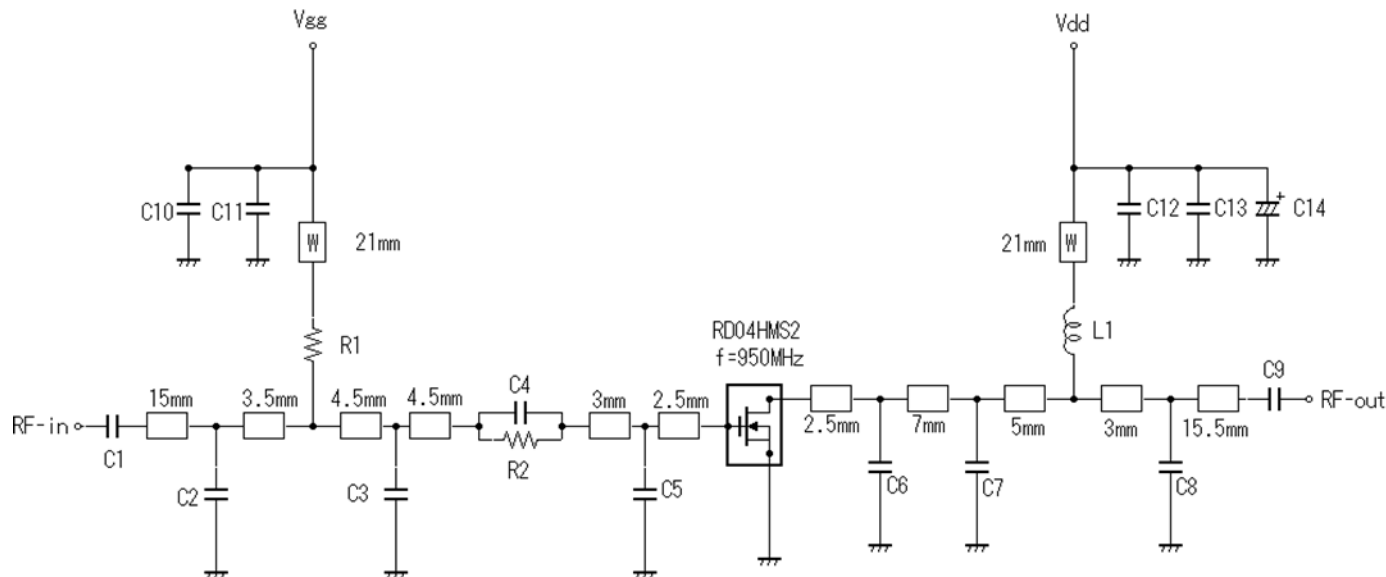 Vgg
Vdd
C10
C11
W
21mm
21mm
W
C12
C13
+
C14
R1
RD04HMS2
f=950MHz
L1
RF-in
C1
15mm
C2
3.5mm
4.5mm
C3
4.5mm
C4
R2
3mm
C5
2.5mm
2.5mm
C6
7mm
C7
5mm
3mm
C8
15.5mm
C9
RF-out